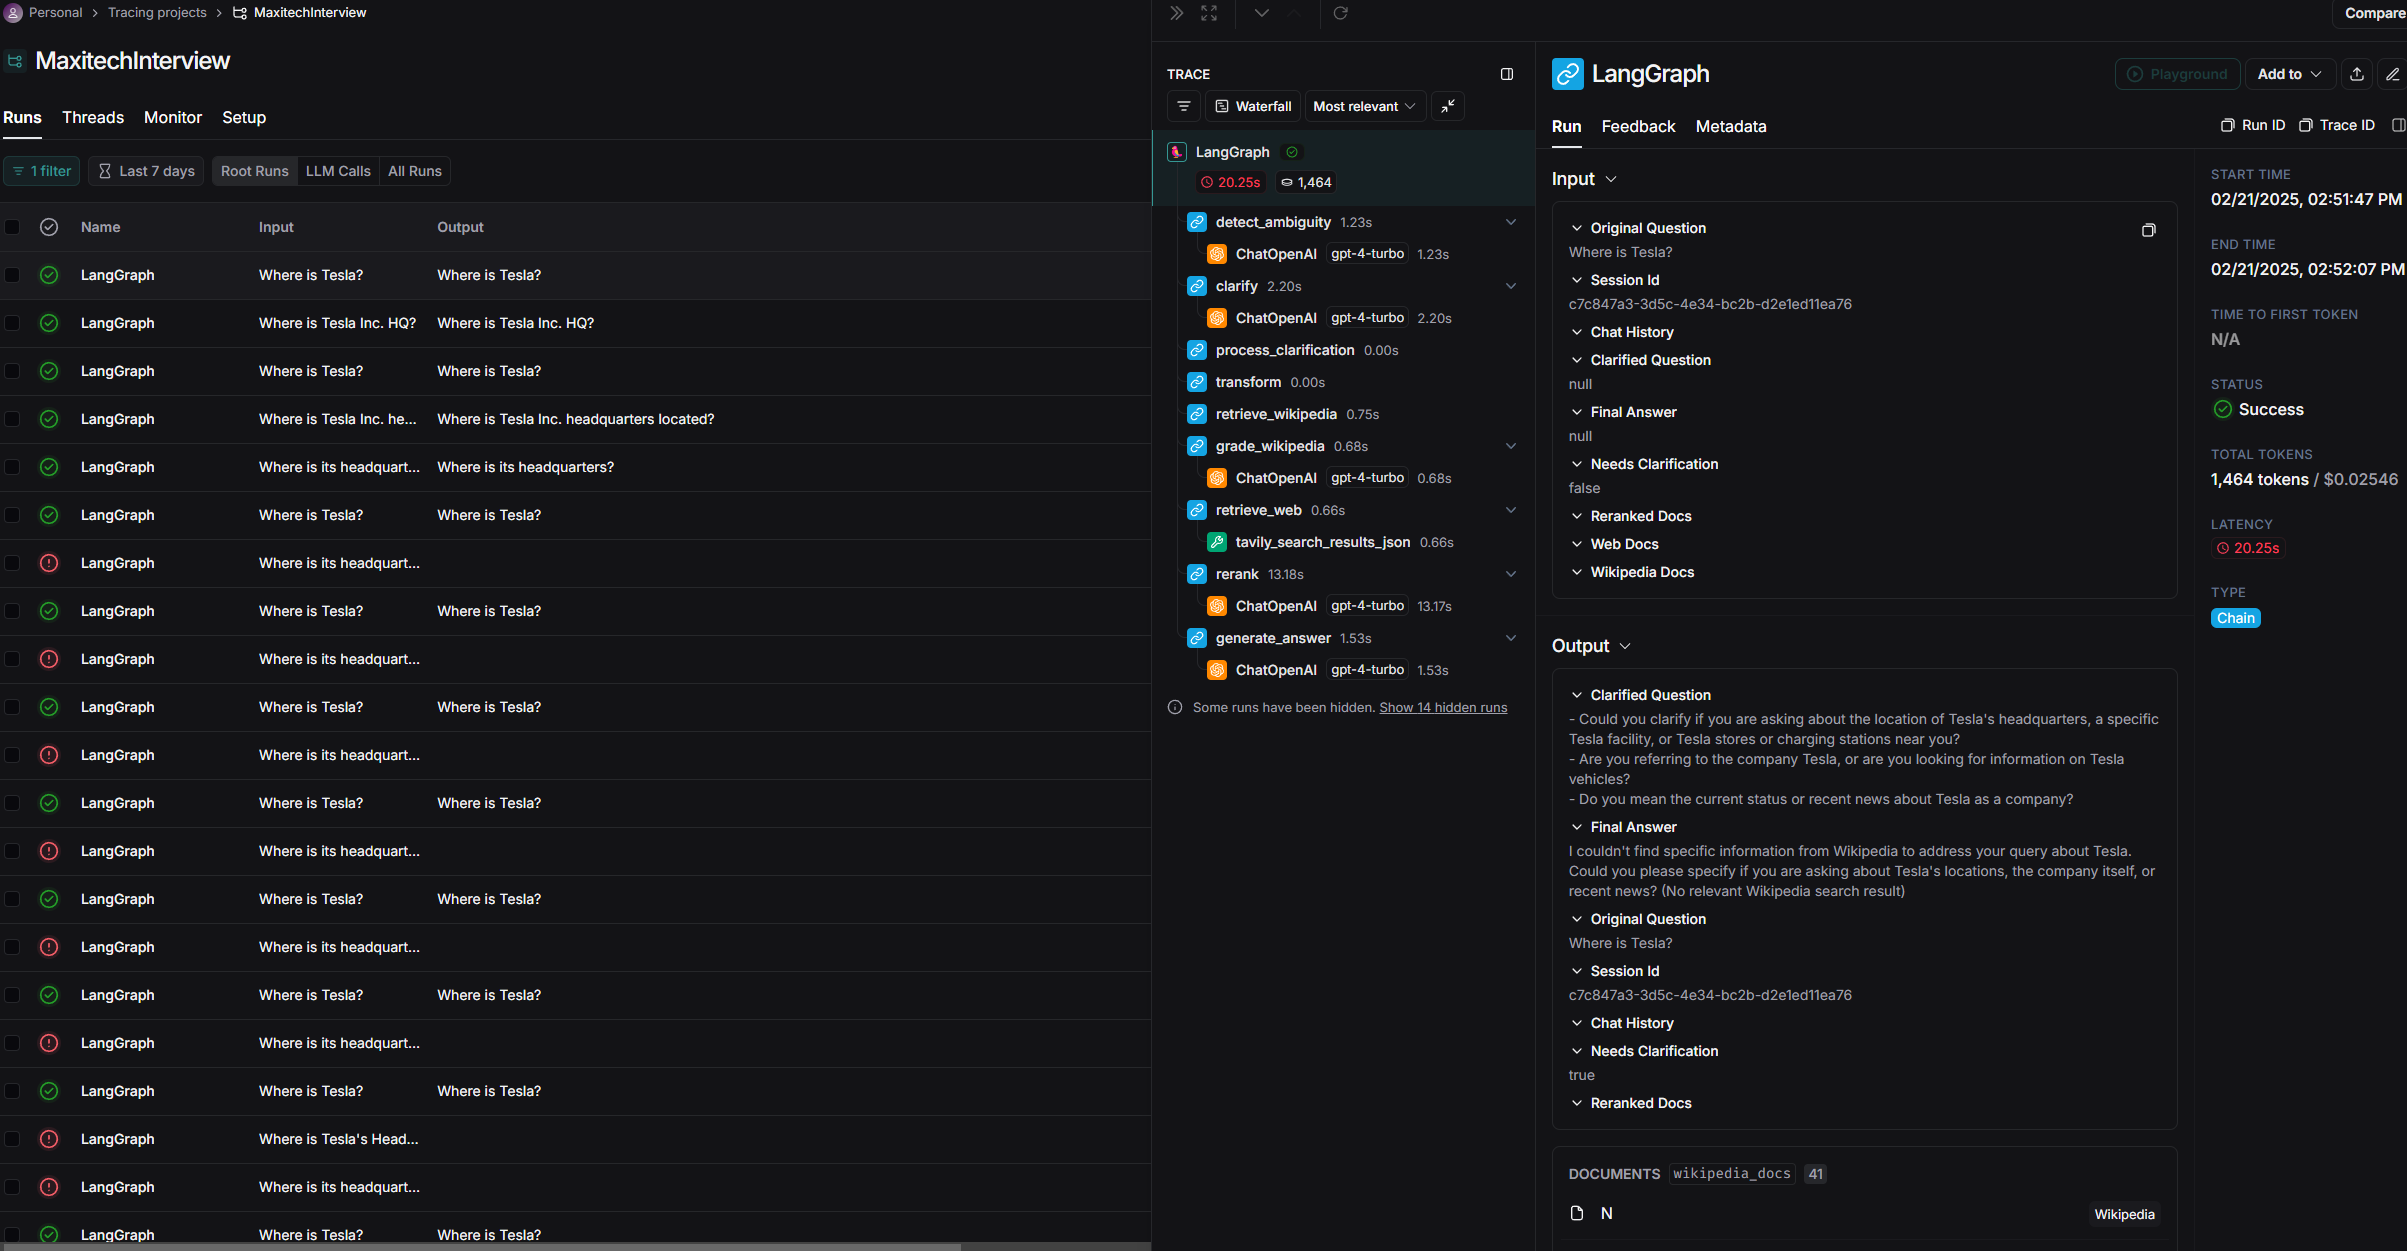 Personal > Tracing projects > MaxitechInterview
MaxitechInterview
Runs Threads Monitor Setup
1 filter Last 7 days Root Runs LLM Calls All Runs
Name Input Output
LangGraph Where is Tesla? Where is Tesla?
LangGraph Where is Tesla Inc. HQ? Where is Tesla Inc. HQ?
LangGraph Where is Tesla? Where is Tesla?
LangGraph Where is Tesla Inc. he... Where is Tesla Inc. headquarters located?
LangGraph Where is its headquart... Where is its headquarters?
LangGraph Where is Tesla? Where is Tesla?
LangGraph Where is its headquart...
LangGraph Where is Tesla? Where is Tesla?
LangGraph Where is its headquart...
LangGraph Where is Tesla? Where is Tesla?
LangGraph Where is its headquart...
LangGraph Where is Tesla? Where is Tesla?
LangGraph Where is its headquart...
LangGraph Where is Tesla? Where is Tesla?
LangGraph Where is its headquart...
LangGraph Where is Tesla? Where is Tesla?
LangGraph Where is its headquart...
LangGraph Where is Tesla? Where is Tesla?
LangGraph Where is Tesla's Head...
LangGraph Where is its headquart...
LangGraph Where is Tesla? Where is Tesla?
TRACE
Waterfall Most relevant
LangGraph
20.25s 1,464
detect_ambiguity 1.23s
ChatOpenAI gpt-4-turbo 1.23s
clarify 2.20s
ChatOpenAI gpt-4-turbo 2.20s
process_clarification 0.00s
transform 0.00s
retrieve_wikipedia 0.75s
grade_wikipedia 0.68s
ChatOpenAI gpt-4-turbo 0.68s
retrieve_web 0.66s
tavily_search_results_json 0.66s
rerank 13.18s
ChatOpenAI gpt-4-turbo 13.17s
generate_answer 1.53s
ChatOpenAI gpt-4-turbo 1.53s
Some runs have been hidden. Show 14 hidden runs
Compare
LangGraph
Playground Add to
Run Feedback Metadata
Run ID Trace ID
Input
Original Question
Where is Tesla?
Session Id
c7c847a3-3d5c-4e34-bc2b-d2e1ed11ea76
Chat History
Clarified Question
null
Final Answer
null
Needs Clarification
false
Reranked Docs
Web Docs
Wikipedia Docs
Output
Clarified Question
- Could you clarify if you are asking about the location of Tesla's headquarters, a specific
Tesla facility, or Tesla stores or charging stations near you?
- Are you referring to the company Tesla, or are you looking for information on Tesla
vehicles?
- Do you mean the current status or recent news about Tesla as a company?
Final Answer
I couldn't find specific information from Wikipedia to address your query about Tesla.
Could you please specify if you are asking about Tesla's locations, the company itself, or
recent news? (No relevant Wikipedia search result)
Original Question
Where is Tesla?
Session Id
c7c847a3-3d5c-4e34-bc2b-d2e1ed11ea76
Chat History
Needs Clarification
true
Reranked Docs
DOCUMENTS wikipedia_docs 41
N Wikipedia
START TIME
02/21/2025, 02:51:47 PM
END TIME
02/21/2025, 02:52:07 PM
TIME TO FIRST TOKEN
N/A
STATUS
Success
TOTAL TOKENS
1,464 tokens / $0.02546
LATENCY
20.25s
TYPE
Chain